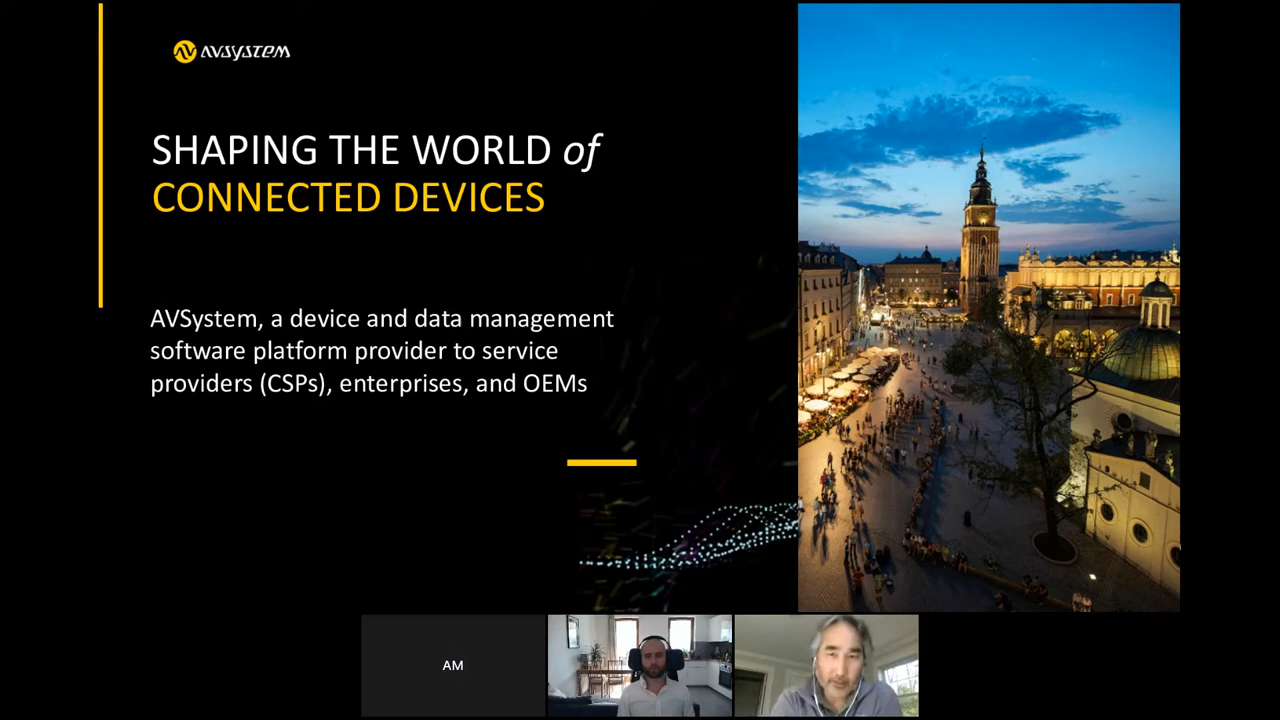 AVSYSTEM
SHAPING THE WORLD of
CONNECTED DEVICES
AVSystem, a device and data management
software platform provider to service
providers (CSPs), enterprises, and OEMs
AM